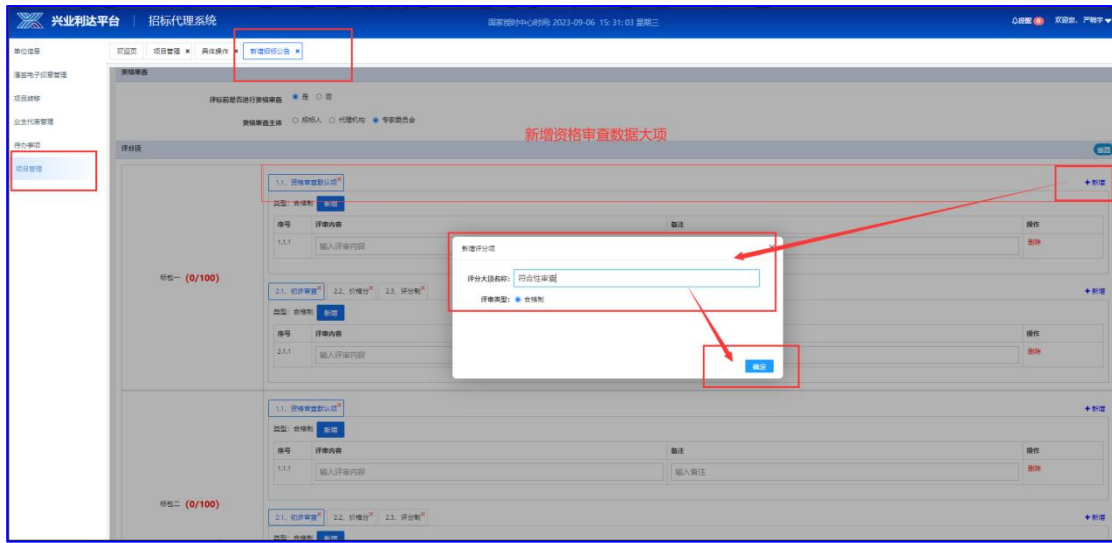 兴业利达平台 招标代理系统 国家授时中心时间: 2023-09-06 15:31:03 星期三 提醒 0 欢迎您，严晓宇
单位信息 欢迎页 项目管理 × 具体操作 × 新增招标公告 ×
落签电子印章管理 资格审查
项目转移 评标前是否进行资格审查 是 否
业主代表管理 资格审查主体 招标人 代理机构 专家委员会
新增资格审查数据大项
待办事项 评分项
项目管理
1.1、资格审查默认项 +新增
类型：合格制 新增
序号 评审内容 备注 操作
1.1.1 输入评审内容 删除
新增评分项 ×
评分大项名称： 符合性审查
评审类型： 合格制
确定
标包一 (0/100)
2.1、初步审查 2.2、价格分 2.3、评分制 +新增
类型：合格制 新增
序号 评审内容 操作
2.1.1 输入评审内容 删除
1.1、资格审查默认项 +新增
类型：合格制 新增
序号 评审内容 备注 操作
1.1.1 输入评审内容 输入备注 删除
标包二 (0/100)
2.1、初步审查 2.2、价格分 2.3、评分制 +新增
类型：合格制 新增